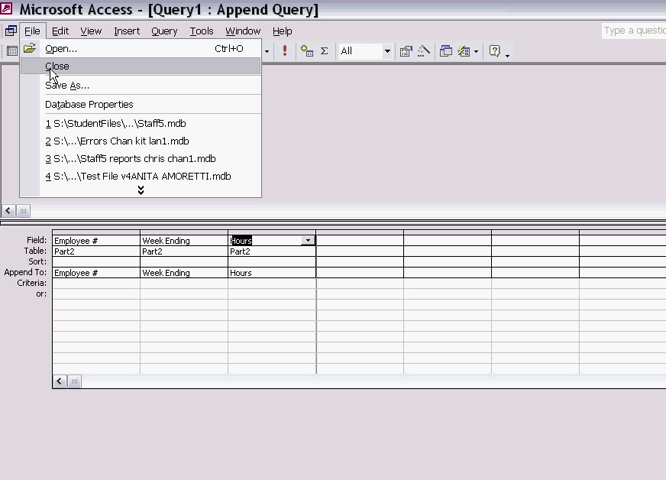 Microsoft Access - [Query1 : Append Query]
File Edit View Insert Query Tools Window Help Type a questic
Open... Ctrl+O
All
Close
Save As...
Database Properties
1 S:\StudentFiles\...\Staff5.mdb
2 S:\...\Errors Chan kit lan1.mdb
3 S:\...\Staff5 reports chris chan1.mdb
4 S:\...\Test File v4ANITA AMORETTI.mdb
Field: Employee # Week Ending Hours
Table: Part2 Part2 Part2
Sort:
Append To: Employee # Week Ending Hours
Criteria:
or: